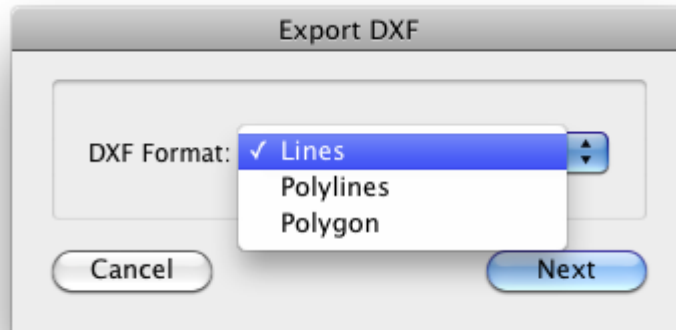 Export DXF
DXF Format: ✓ Lines
Polylines
Polygon
Cancel Next